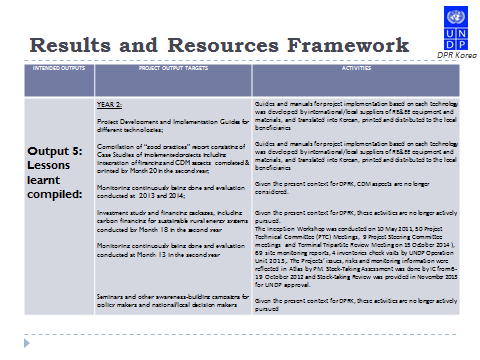 Results and Resources Framework
U N
D P
DPR Korea
INTENDED OUTPUTS
PROJECT OUTPUT TARGETS
ACTIVITIES
Output 5:
Lessons
learnt
compiled:
YEAR 2:
Project Development and Implementation Guides for
different technologies;
Compilation of "good practices" report consisting of
Case Studies of implemented projects including
integration of financing and CDM aspects completed &
printed by Month 20 in the second year;
Monitoring continuously being done and evaluation
conducted at 2013 and 2014;
Investment study and financing packages, including
carbon financing for sustainable rural energy systems
conducted by Month 18 in the second year
Monitoring continuously being done and evaluation
conducted at Month 13 in the second year
Seminars and other awareness-building campaigns for
policy makers and national/local decision makers
Guides and manuals for project implementation based on each technology
was developed by international/local suppliers of RE&EE equipment and
materials, and translated into Korean, printed and distributed to the local
beneficiaries
Guides and manuals for project implementation based on each technology
was developed by international/local suppliers of RE&EE equipment and
materials, and translated into Korean, printed and distributed to the local
beneficiaries
Given the present context for DPRK, CDM aspects are no longer
considered.
Given the present context for DPRK, these activities are no longer actively
pursued.
The Inception Workshop was conducted on 10 May 2011, 30 Project
Technical Committee (PTC) Meetings, 9 Project Steering Committee
meetings and Terminal Tripartite Review Meeting on 15 October 2014),
69 site monitoring reports, 4 inventories check visits by UNDP Operation
Unit 2015, The Projects' issues, risks and monitoring information were
reflected in Atlas by PM. Stock-Taking Assessment was done by IC from 8-
19 October 2012 and Stock-taking Review was provided in November 2015
for UNDP approval.
Given the present context for DPRK, these activities are no longer actively
pursued